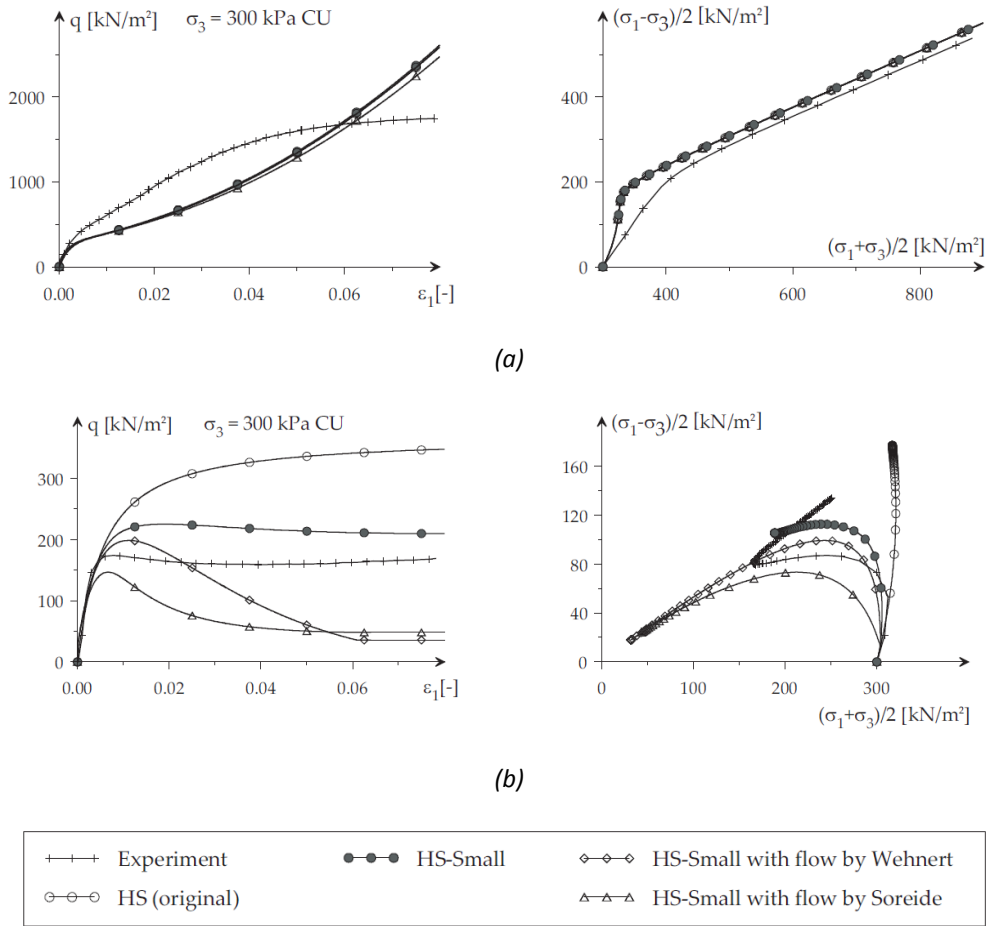 q [kN/m²] σ₃ = 300 kPa CU
2000
1000
0
0.00 0.02 0.04 0.06 ε₁[-]
(σ₁-σ₃)/2 [kN/m²]
400
200
0
(σ₁+σ₃)/2 [kN/m²]
400 600 800
(a)
q [kN/m²] σ₃ = 300 kPa CU
300
200
100
0
0.00 0.02 0.04 0.06 ε₁[-]
(σ₁-σ₃)/2 [kN/m²]
160
120
80
40
0
0 100 200 300
(σ₁+σ₃)/2 [kN/m²]
(b)
Experiment
HS-Small
HS-Small with flow by Wehnert
HS (original)
HS-Small with flow by Soreide